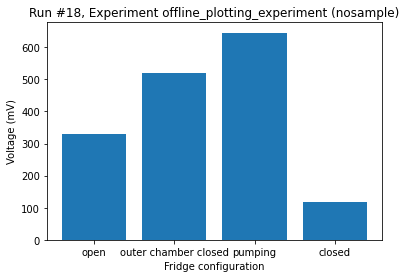 Run #18, Experiment offline_plotting_experiment (nosample)
Voltage (mV)
600
500
400
300
200
100
0
open outer chamber closed pumping closed
Fridge configuration